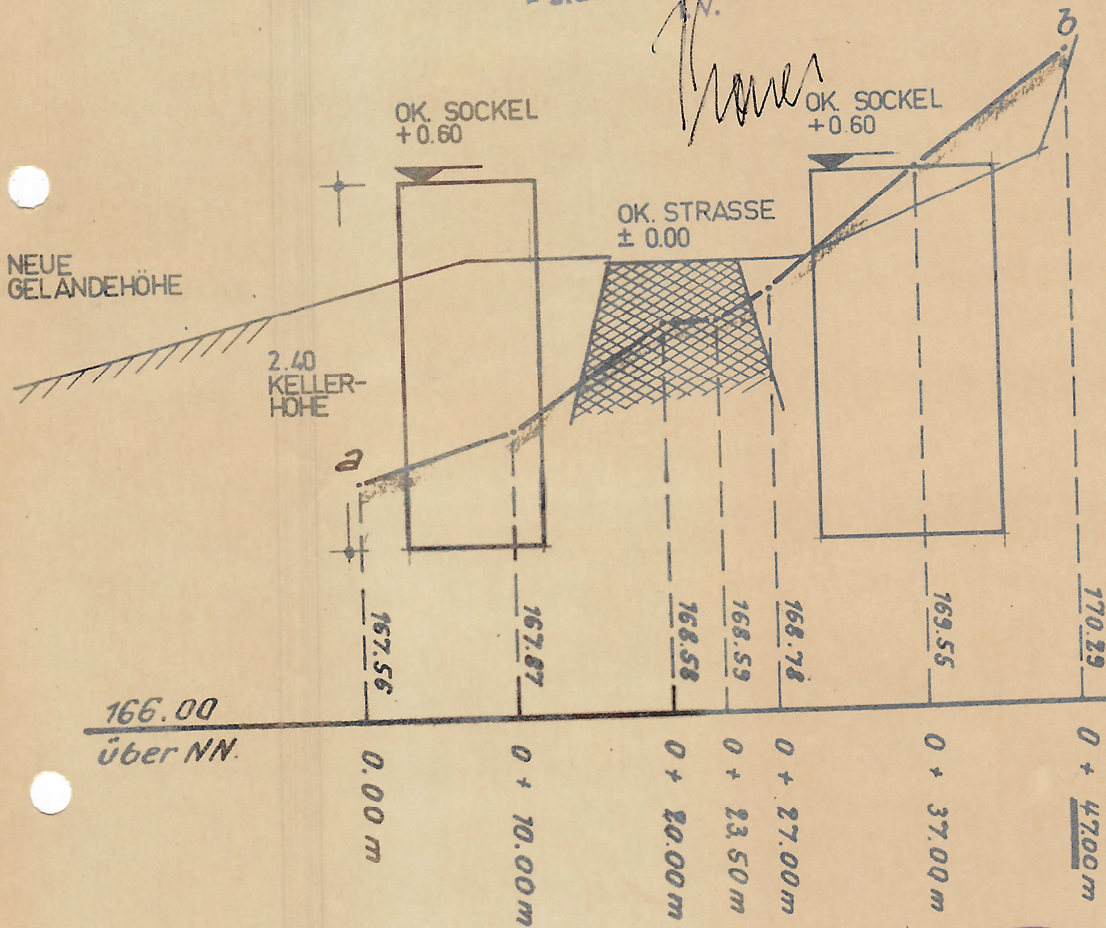 b
OK. SOCKEL
+0.60
OK. SOCKEL
+0.60
OK. STRASSE
± 0.00
NEUE
GELANDEHÖHE
2.40
KELLER-
HÖHE
a
167.56
167.87
168.58
168.59
168.78
169.55
170.29
166.00
über NN.
0.00 m
0 + 10.00 m
0 + 20.00 m
0 + 23.50 m
0 + 27.00 m
0 + 37.00 m
0 + 47.00 m